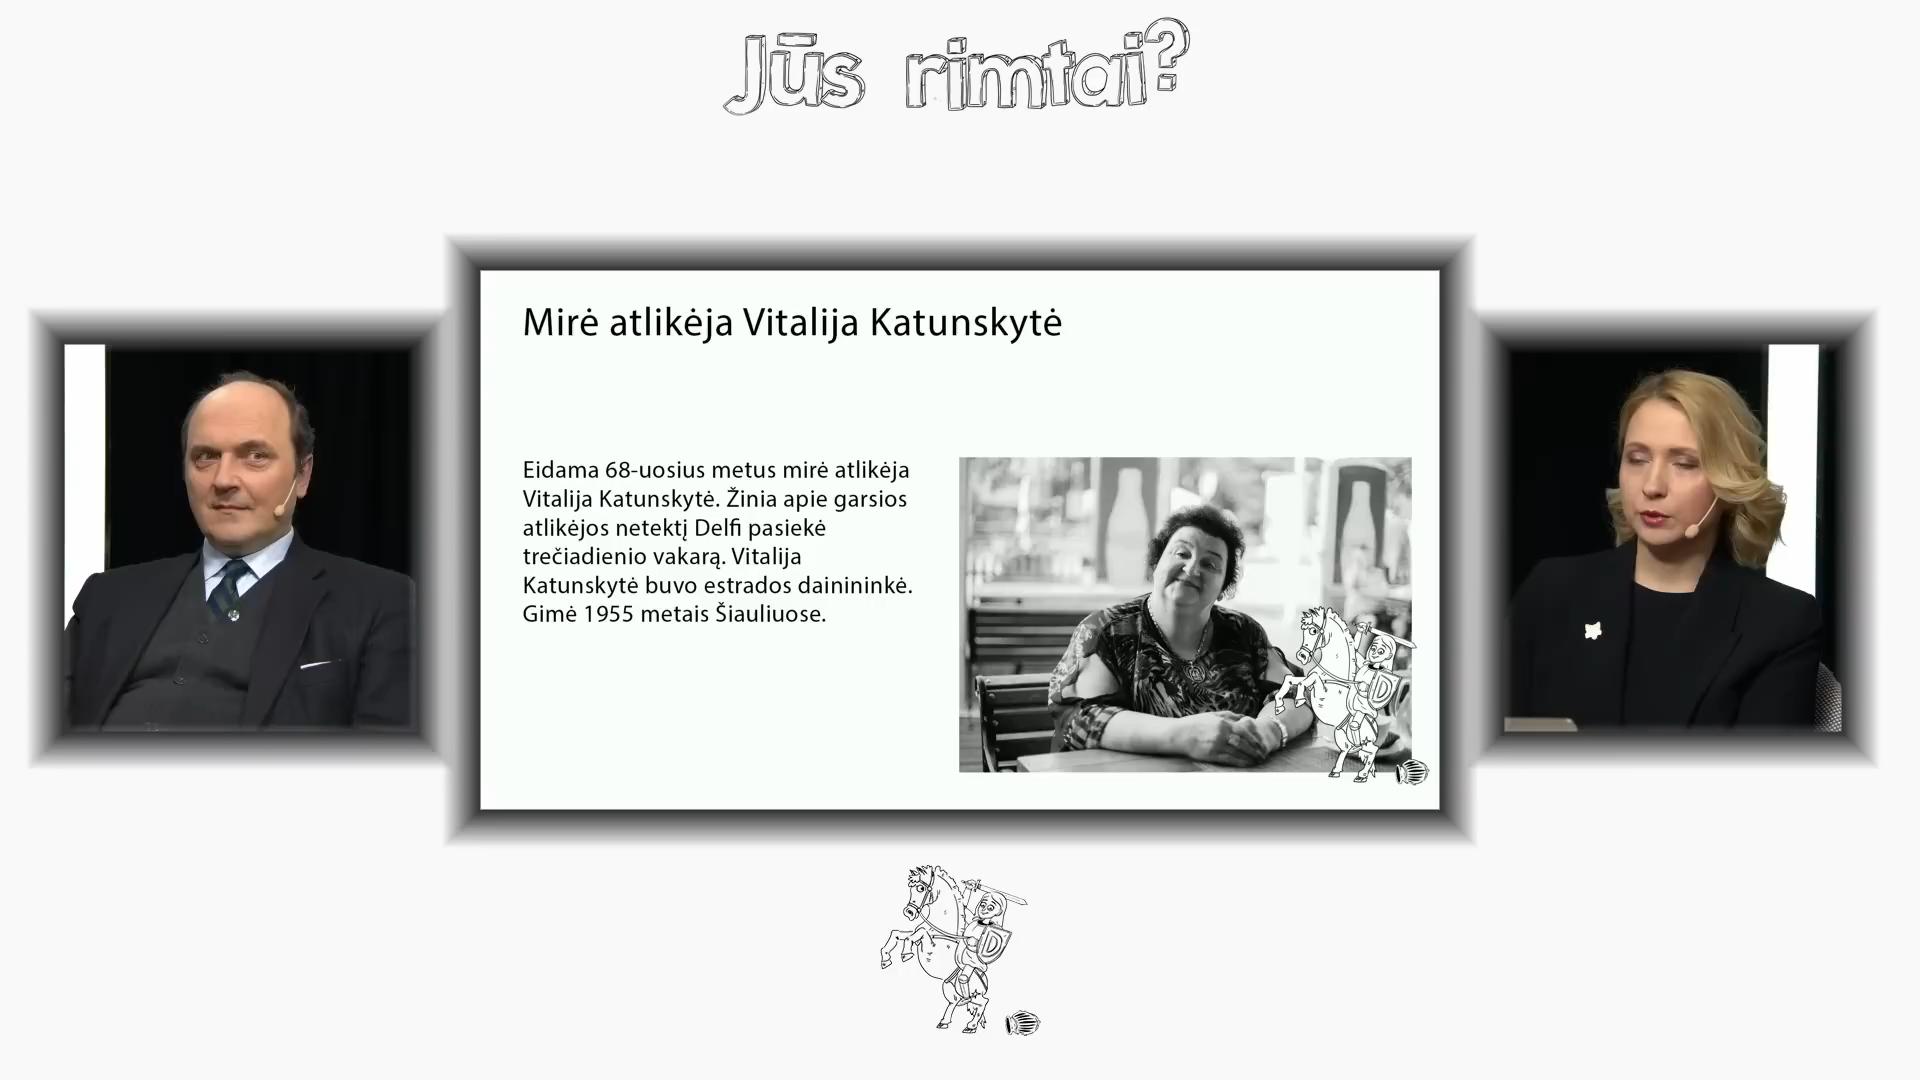 Jūs rimtai?
Mirė atlikėja Vitalija Katunskytė
Eidama 68-uosius metus mirė atlikėja
Vitalija Katunskytė. Žinia apie garsios
atlikėjos netektį Delfi pasiekė
trečiadienio vakarą. Vitalija
Katunskytė buvo estrados dainininkė.
Gimė 1955 metais Šiauliuose.
D
D